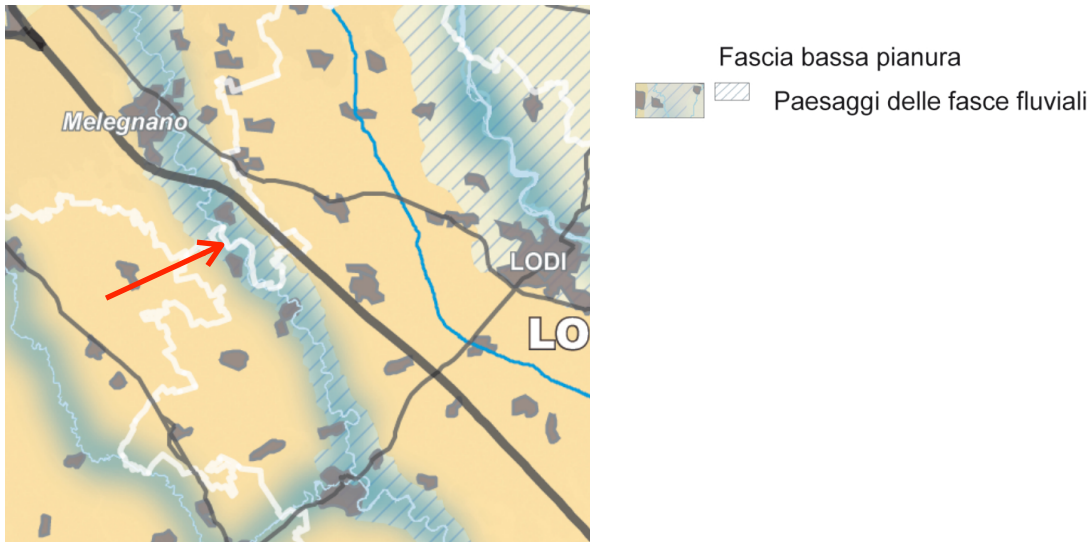 Melegnano
LODI
LO
Fascia bassa pianura
Paesaggi delle fasce fluviali